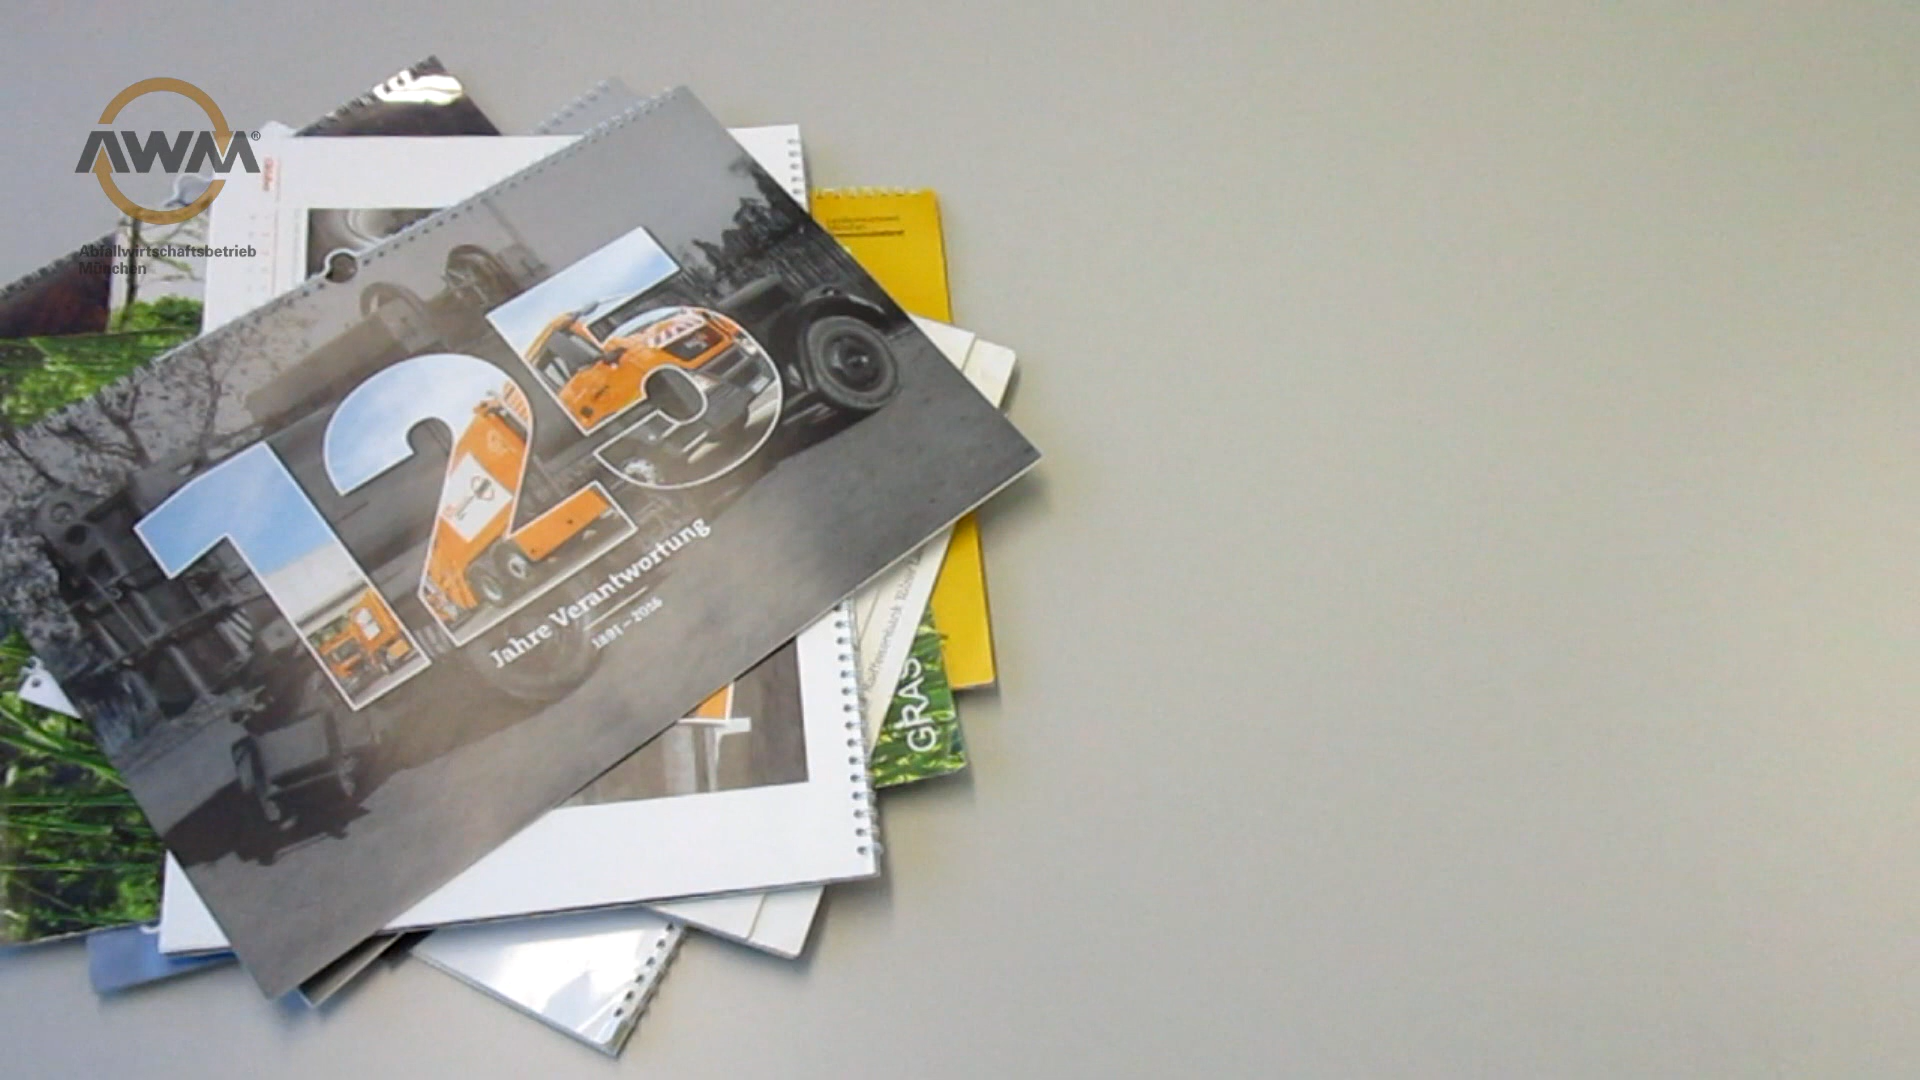 AWM®
Abfallwirtschaftsbetrieb
München
125
Jahre Verantwortung
1891 – 2016
GRAS